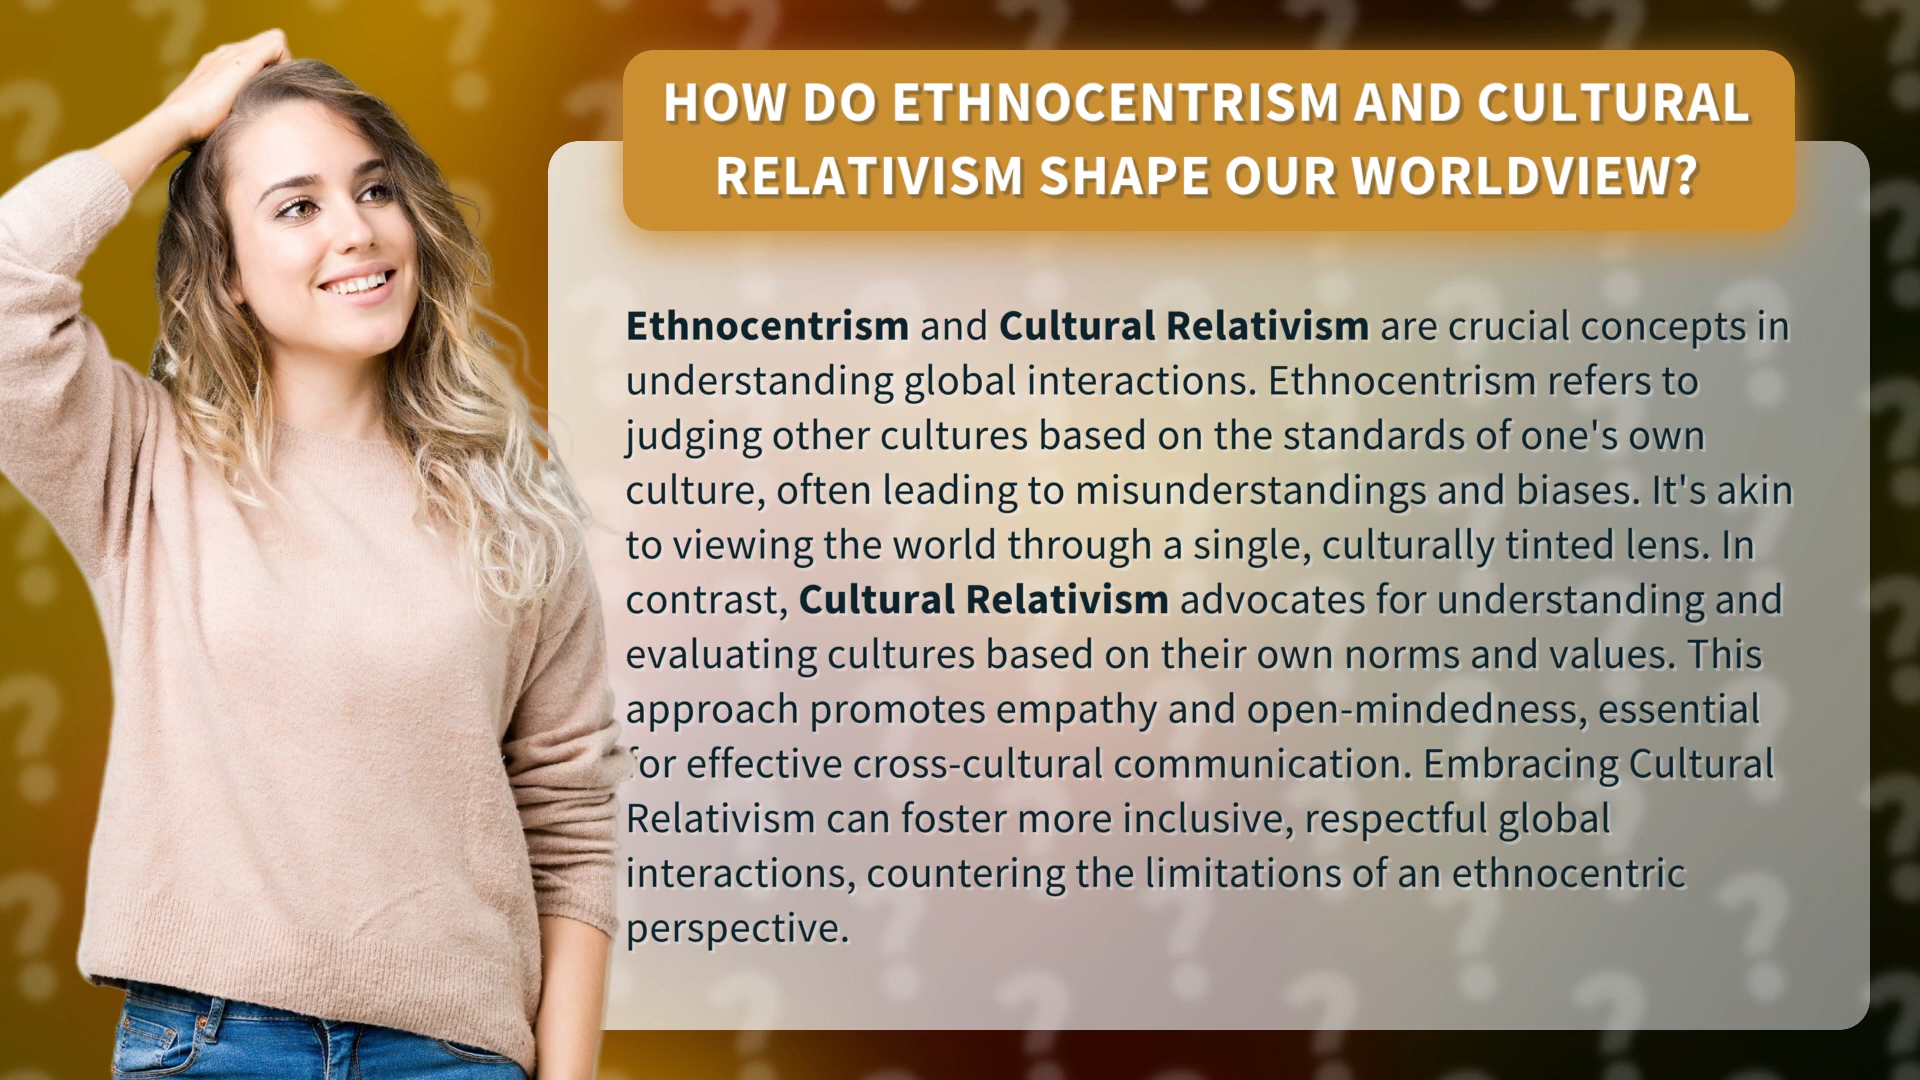 HOW DO ETHNOCENTRISM AND CULTURAL
RELATIVISM SHAPE OUR WORLDVIEW?
Ethnocentrism and Cultural Relativism are crucial concepts in
understanding global interactions. Ethnocentrism refers to
judging other cultures based on the standards of one's own
culture, often leading to misunderstandings and biases. It's akin
to viewing the world through a single, culturally tinted lens. In
contrast, Cultural Relativism advocates for understanding and
evaluating cultures based on their own norms and values. This
approach promotes empathy and open-mindedness, essential
for effective cross-cultural communication. Embracing Cultural
Relativism can foster more inclusive, respectful global
interactions, countering the limitations of an ethnocentric
perspective.